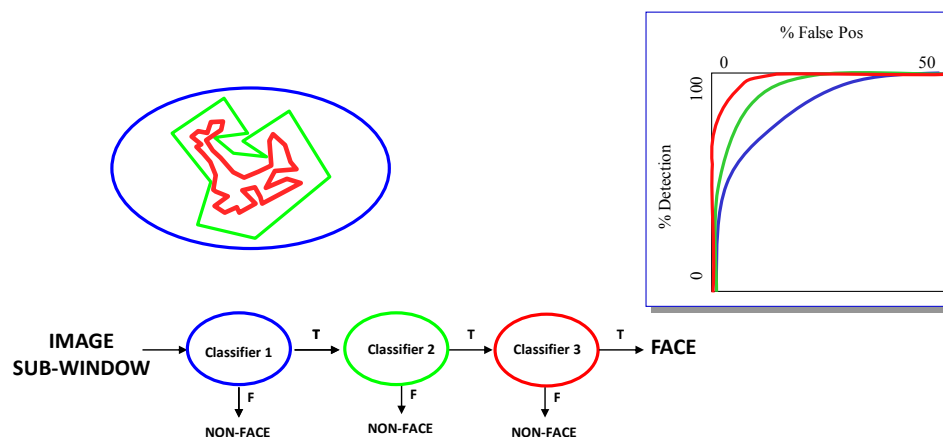 % False Pos
0 50
100
% Detection
0
IMAGE
SUB-WINDOW
Classifier 1
T
Classifier 2
T
Classifier 3
T
FACE
F
F
F
NON-FACE
NON-FACE
NON-FACE